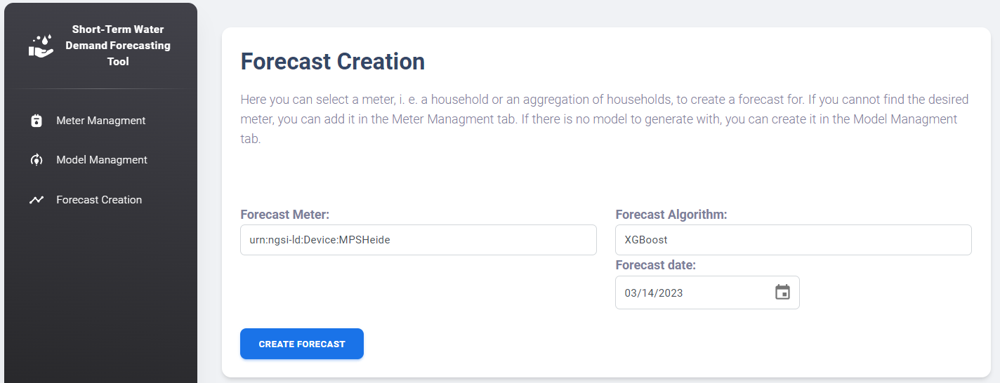 Short-Term Water
Demand Forecasting
Tool
Meter Managment
Model Managment
Forecast Creation
Forecast Creation
Here you can select a meter, i. e. a household or an aggregation of households, to create a forecast for. If you cannot find the desired
meter, you can add it in the Meter Managment tab. If there is no model to generate with, you can create it in the Model Managment
tab.
Forecast Meter:
urn:ngsi-ld:Device:MPSHeide
Forecast Algorithm:
XGBoost
Forecast date:
03/14/2023
CREATE FORECAST